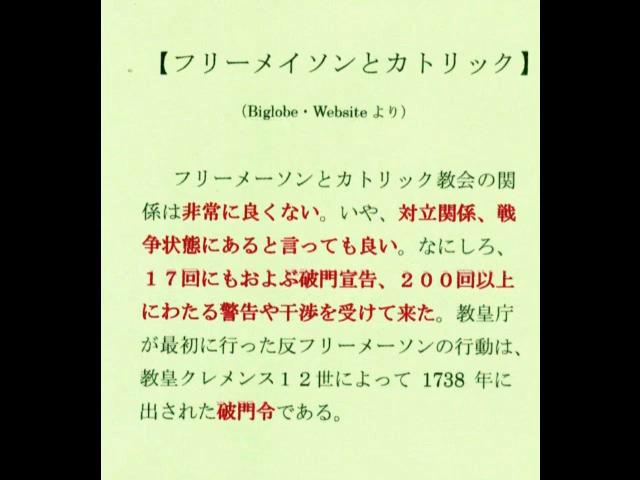 【フリーメイソンとカトリック】
（Biglobe・Website より）
フリーメーソンとカトリック教会の関
係は非常に良くない。いや、対立関係、戦
争状態にあると言っても良い。なにしろ、
１７回にもおよぶ破門宣告、２００回以上
にわたる警告や干渉を受けて来た。教皇庁
が最初に行った反フリーメーソンの行動は、
教皇クレメンス１２世によって 1738 年に
出された破門令である。